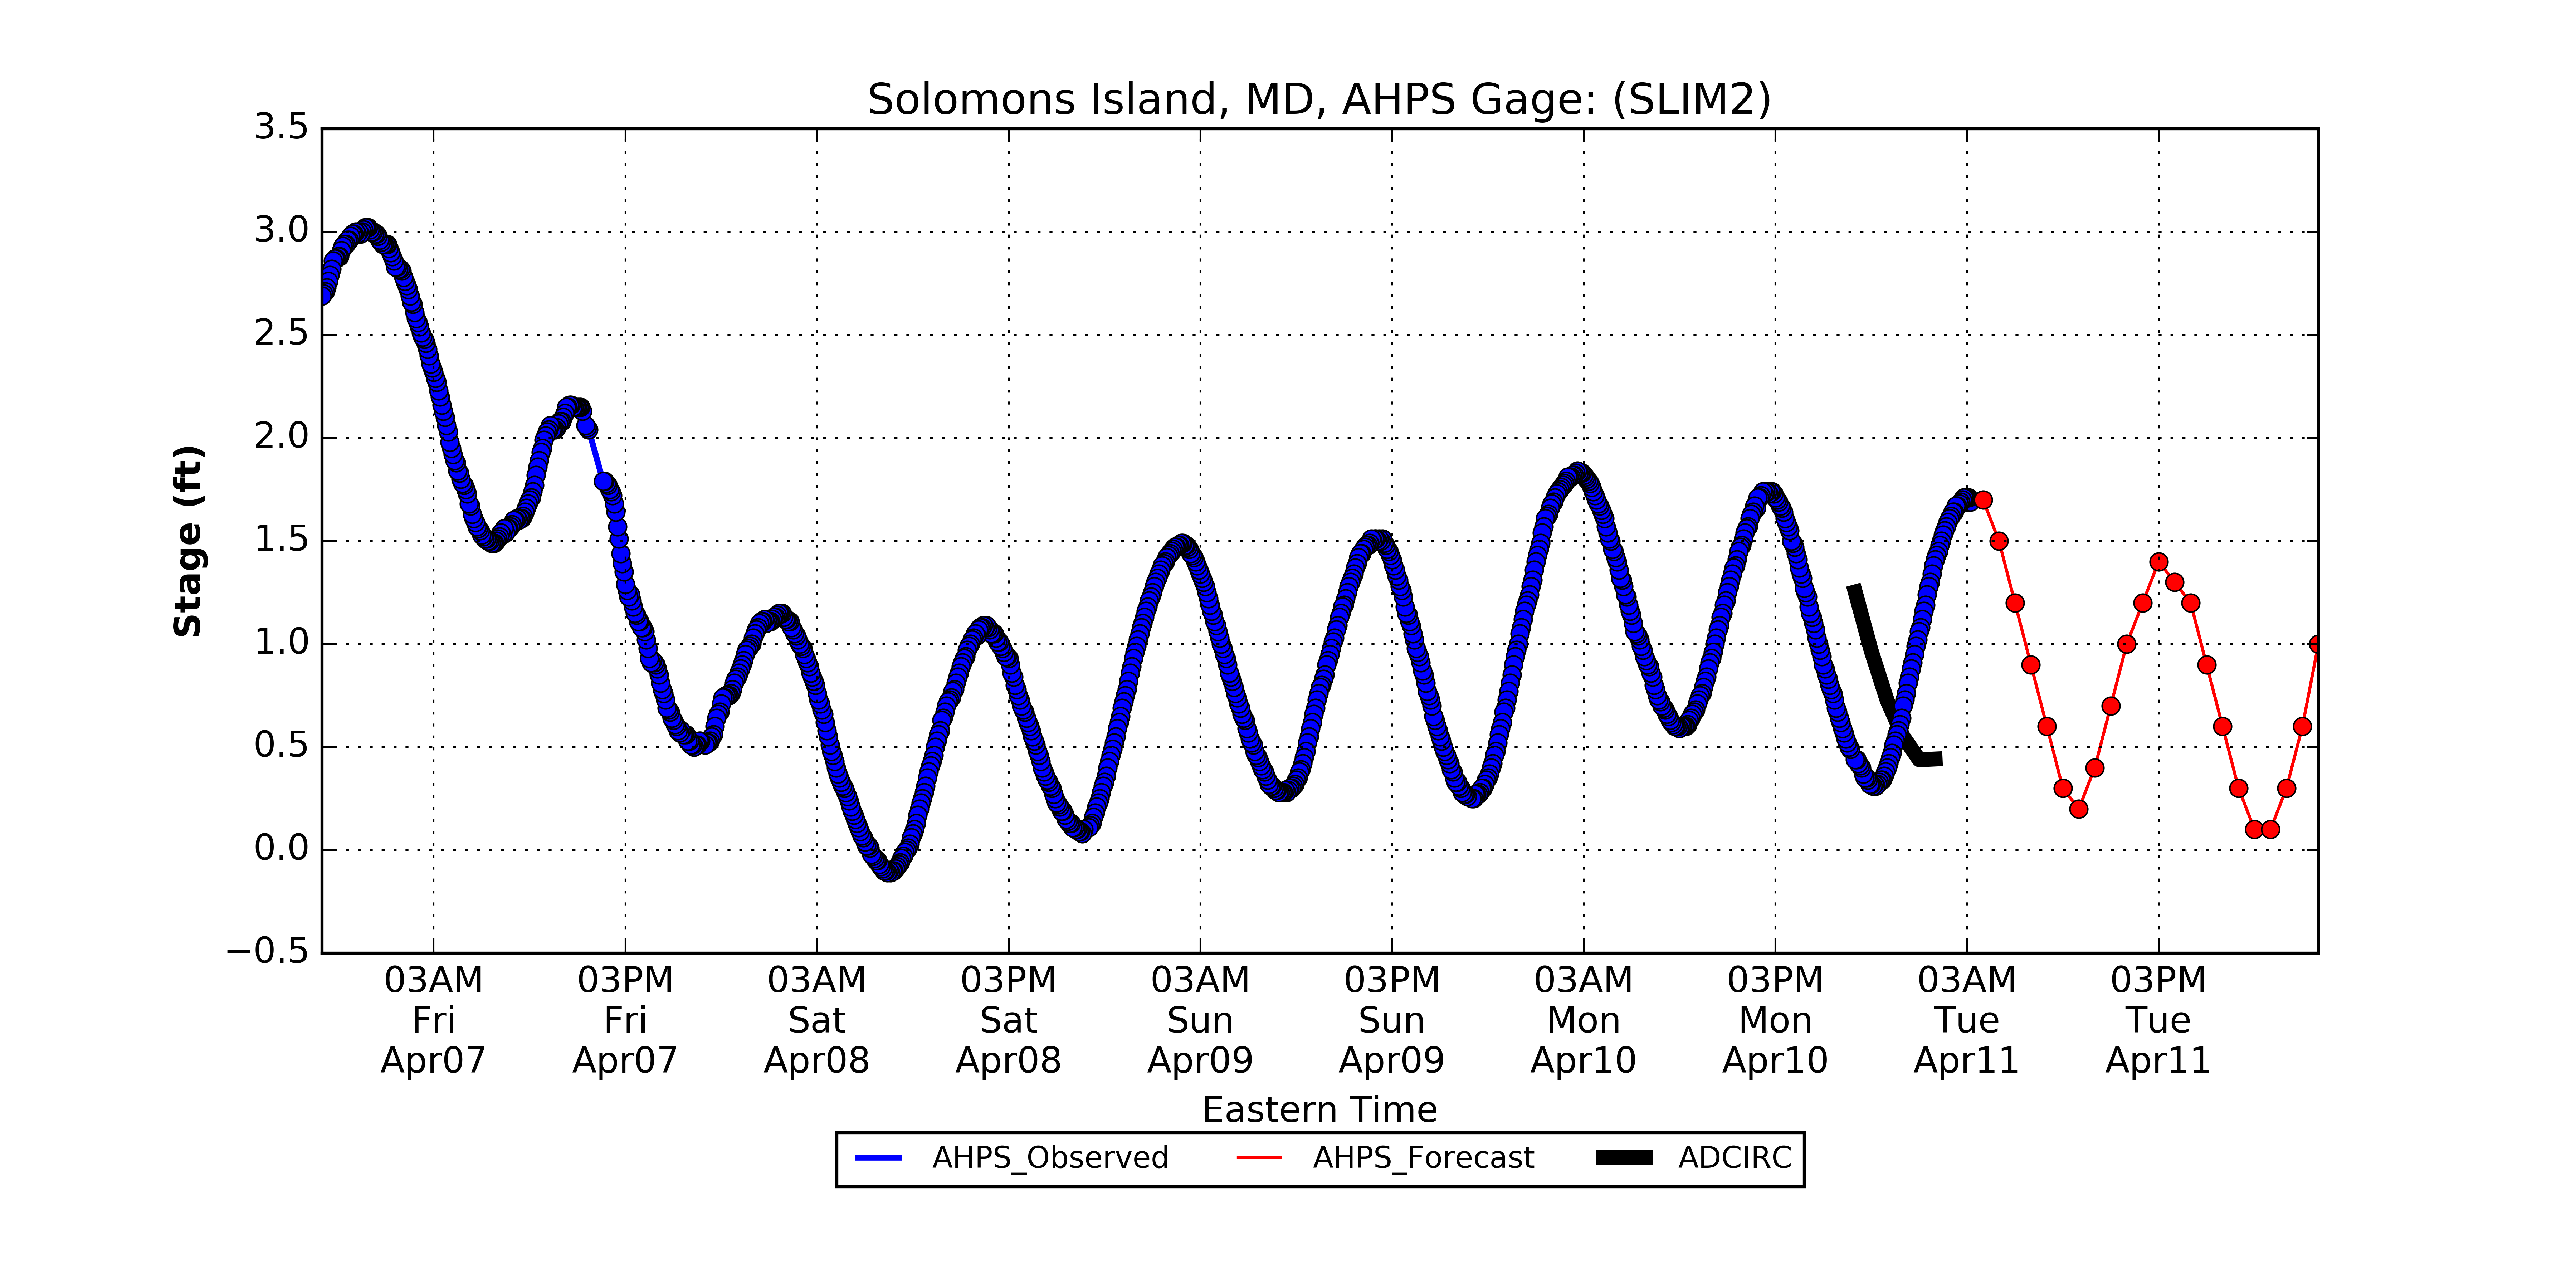 Solomons Island, MD, AHPS Gage: (SLIM2)
3.5
3.0
2.5
2.0
1.5
1.0
0.5
0.0
−0.5
Stage (ft)
03AM 03PM 03AM 03PM 03AM 03PM 03AM 03PM 03AM 03PM
Fri Fri Sat Sat Sun Sun Mon Mon Tue Tue
Apr07 Apr07 Apr08 Apr08 Apr09 Apr09 Apr10 Apr10 Apr11 Apr11
Eastern Time
AHPS_Observed AHPS_Forecast ADCIRC